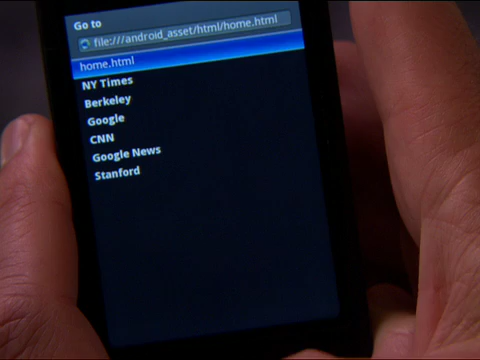 Go to
file:///android_asset/html/home.html
home.html
NY Times
Berkeley
Google
CNN
Google News
Stanford